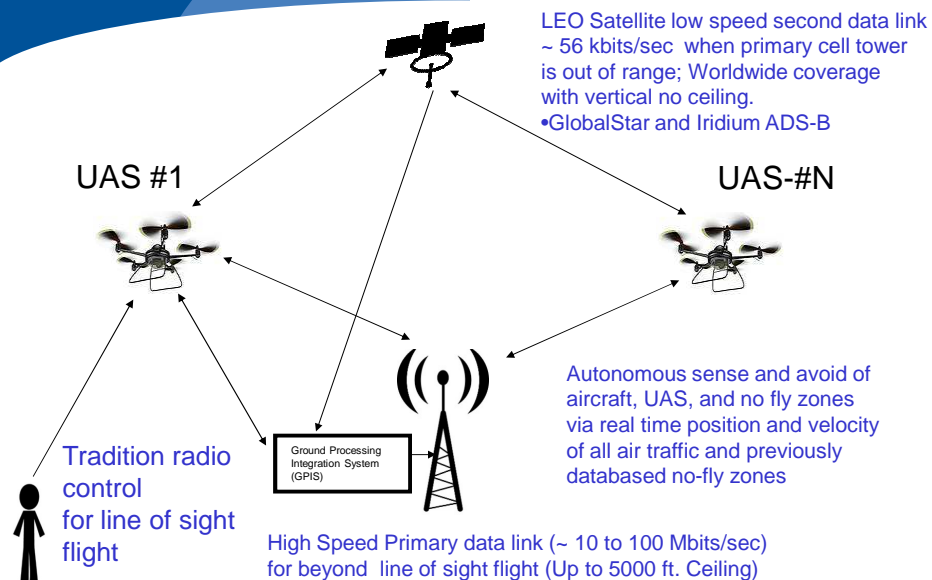 LEO Satellite low speed second data link
~ 56 kbits/sec when primary cell tower
is out of range; Worldwide coverage
with vertical no ceiling.
•GlobalStar and Iridium ADS-B
UAS #1
UAS-#N
Autonomous sense and avoid of
aircraft, UAS, and no fly zones
via real time position and velocity
of all air traffic and previously
databased no-fly zones
Ground Processing
Integration System
(GPIS)
Tradition radio
control
for line of sight
flight
High Speed Primary data link (~ 10 to 100 Mbits/sec)
for beyond line of sight flight (Up to 5000 ft. Ceiling)